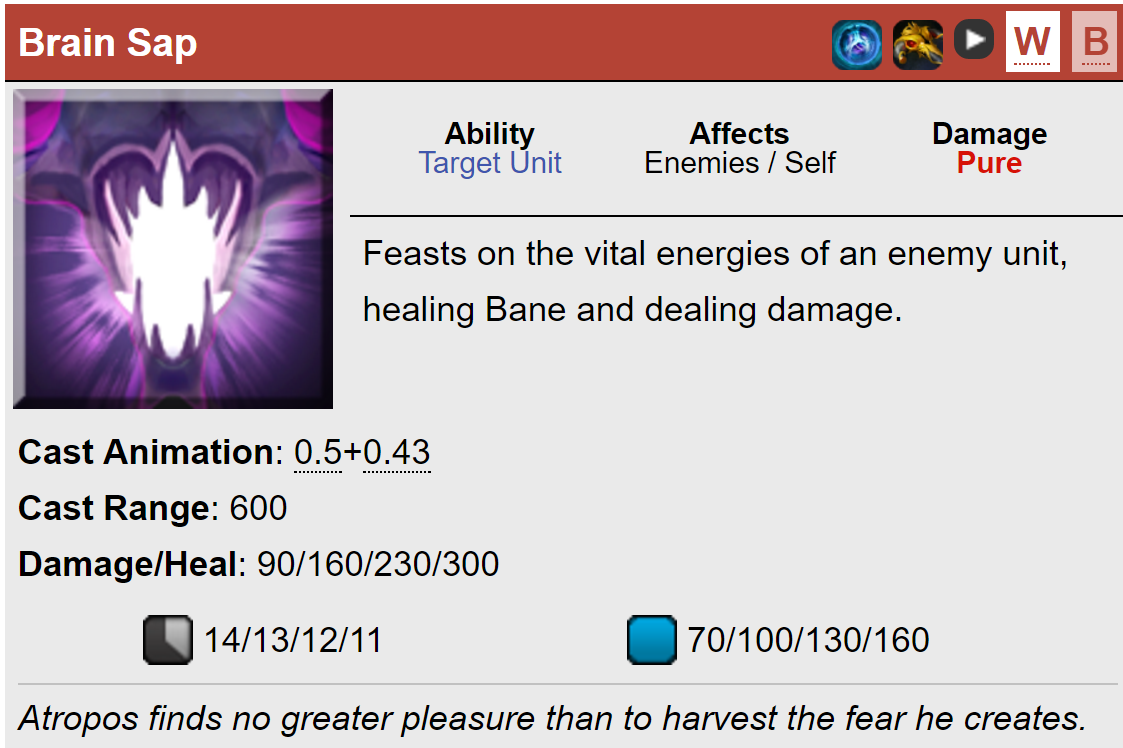 Brain Sap W B
Ability Affects Damage
Target Unit Enemies / Self Pure
Feasts on the vital energies of an enemy unit,
healing Bane and dealing damage.
Cast Animation: 0.5+0.43
Cast Range: 600
Damage/Heal: 90/160/230/300
14/13/12/11 70/100/130/160
Atropos finds no greater pleasure than to harvest the fear he creates.